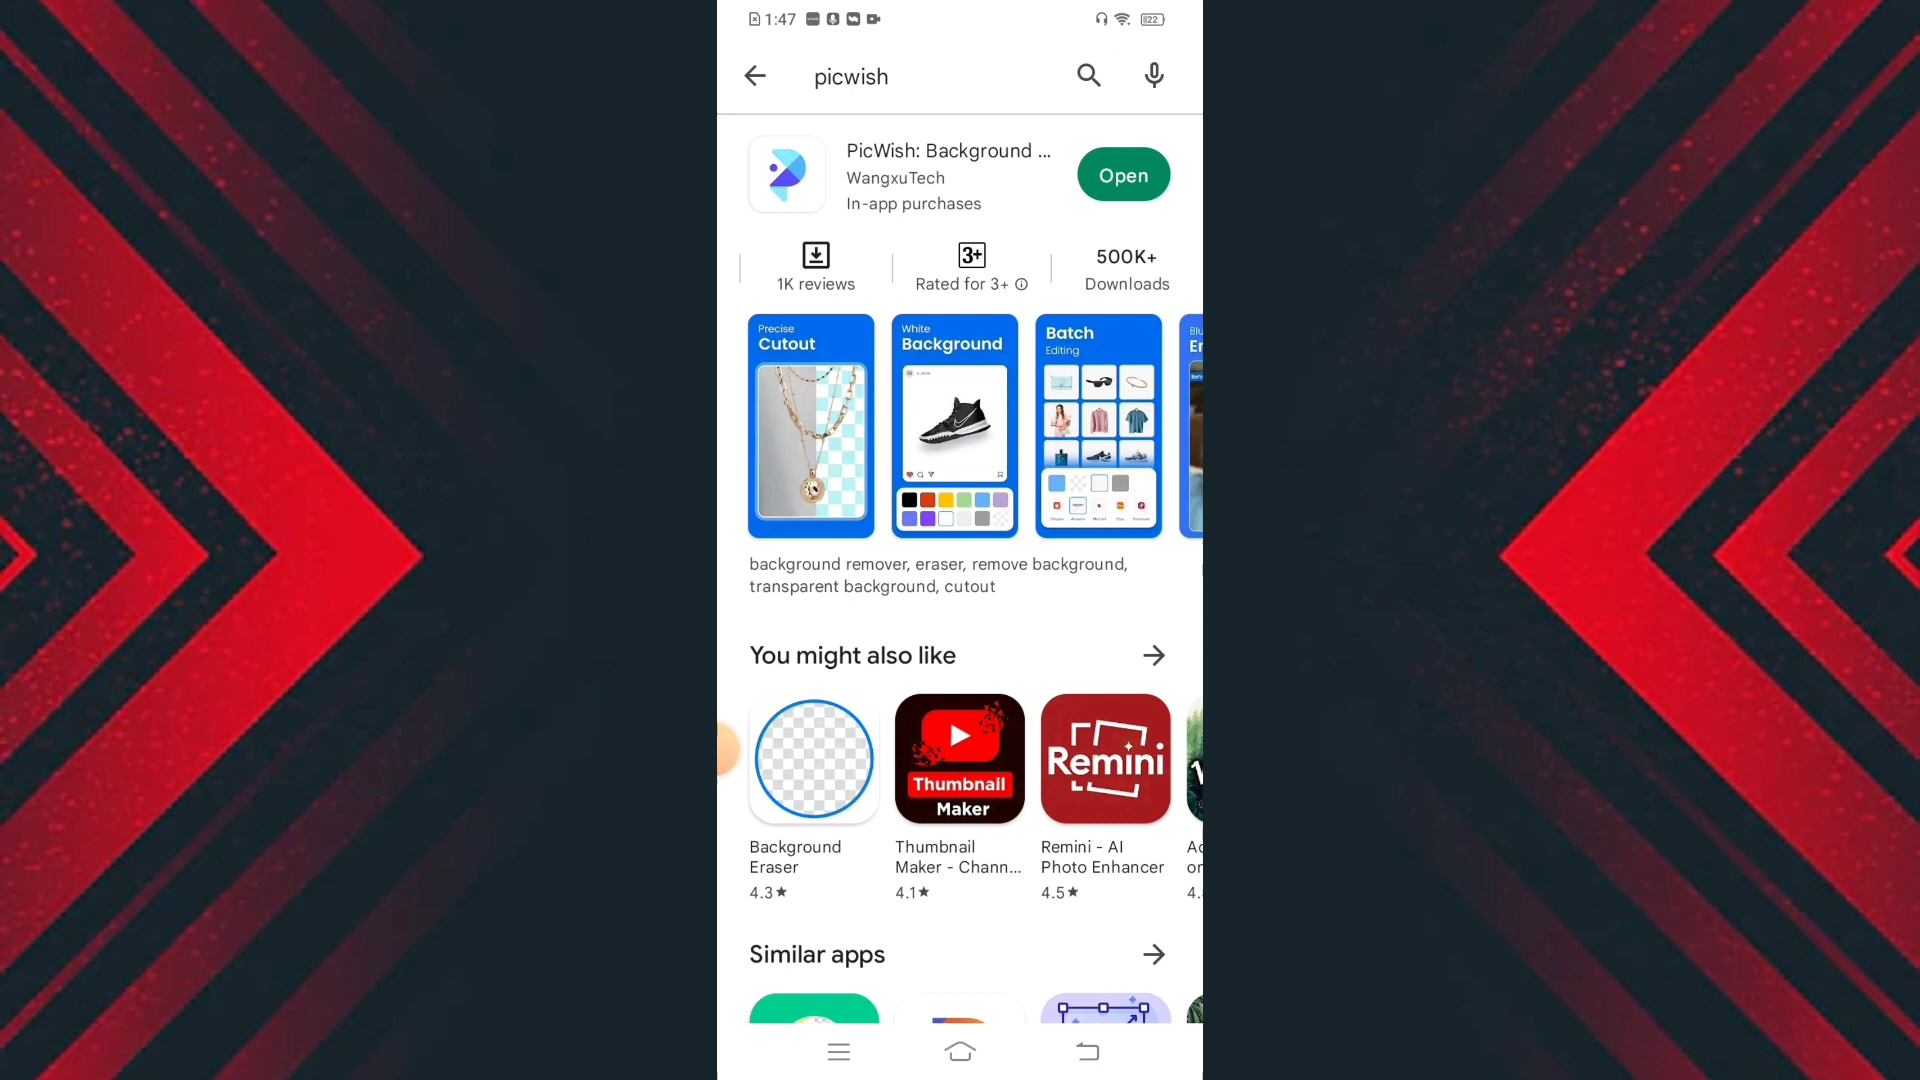 1:47
22
picwish
PicWish: Background ...
WangxuTech
In-app purchases
Open
3+
500K+
1K reviews
Rated for 3+
Downloads
Precise
Cutout
White
Background
Batch
Editing
background remover, eraser, remove background,
transparent background, cutout
You might also like
Thumbnail
Maker
Remini
Background
Eraser
4.3★
Thumbnail
Maker - Chann...
4.1★
Remini - AI
Photo Enhancer
4.5★
Similar apps